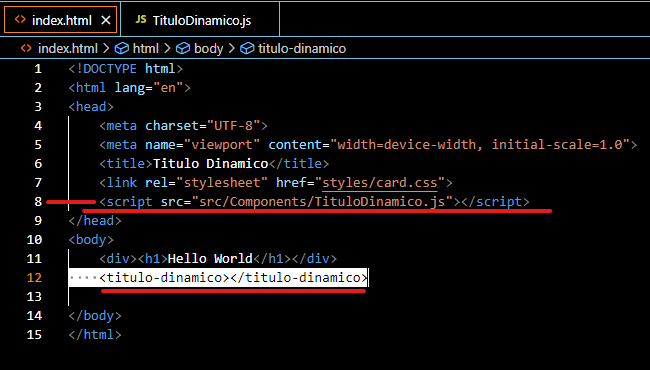 index.html
JS TituloDinamico.js
index.html > html > body > titulo-dinamico
1 <!DOCTYPE html>
2 <html lang="en">
3 <head>
4 <meta charset="UTF-8">
5 <meta name="viewport" content="width=device-width, initial-scale=1.0">
6 <title>Titulo Dinamico</title>
7 <link rel="stylesheet" href="styles/card.css">
8 <script src="src/Components/TituloDinamico.js"></script>
9 </head>
10 <body>
11 <div><h1>Hello World</h1></div>
12 <titulo-dinamico></titulo-dinamico>
13
14 </body>
15 </html>